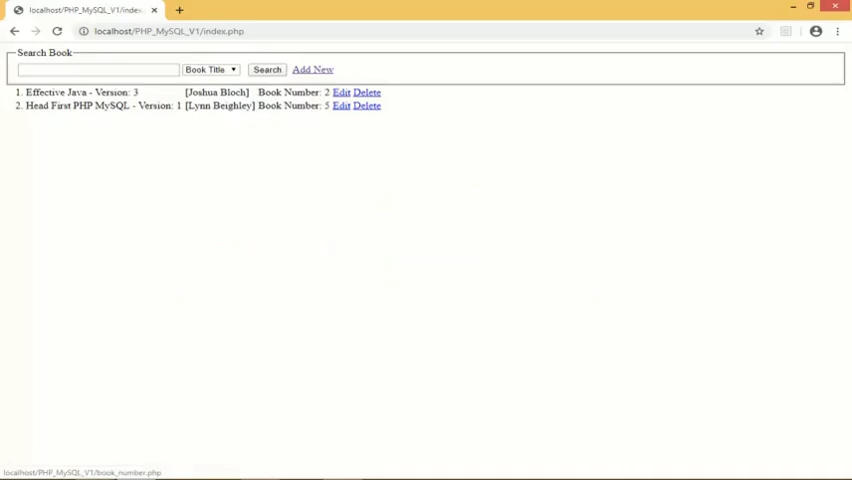 localhost/PHP_MySQL_V1/index.
localhost/PHP_MySQL_V1/index.php
Search Book
Book Title Search Add New
1. Effective Java - Version: 3 [Joshua Bloch] Book Number: 2 Edit Delete
2. Head First PHP MySQL - Version: 1 [Lynn Beighley] Book Number: 5 Edit Delete
localhost/PHP_MySQL_V1/book_number.php